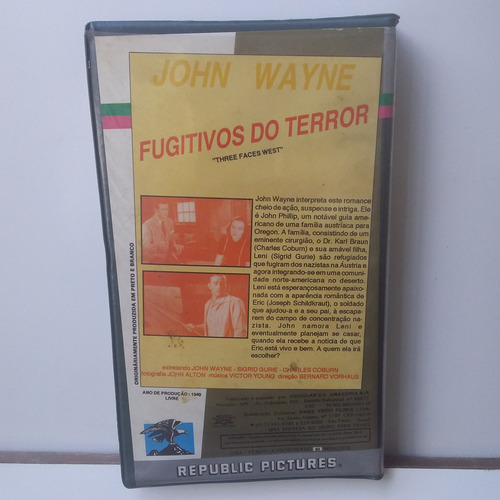 JOHN WAYNE
FUGITIVOS DO TERROR
"THREE FACES WEST"
John Wayne interpreta este romance
cheio de ação, suspense e intriga. Ele
é John Phillip, um notável guia ame-
ricano de uma família austríaca para
Oregon. A família, consistindo de um
eminente cirurgião, o Dr. Karl Braun
(Charles Coburn) e sua amável filha,
Leni (Sigrid Gurie) são refugiados
que fugiram dos nazistas na Áustria e
agora integrando-se em uma comuni-
dade norte-americana no deserto.
Leni está esperançosamente apaixo-
nada com a aparência romântica de
Eric (Joseph Schildkraut), o soldado
que ajudou-a e a seu pai, à escapa-
rem do campo de concentração na-
zista. John namora Leni e
eventualmente planejam se casar,
quando ela recebe a notícia de que
Eric está vivo e bem. A quem ela irá
escolher?
estrelando JOHN WAYNE - SIGRID GURIE - CHARLES COBURN
fotografia JOHN ALTON música VICTOR YOUNG direção BERNARD VORHAUS
ORIGINÁRIAMENTE PRODUZIDA EM PRETO E BRANCO
ANO DE PRODUÇÃO: 1940
LIVRE
REPUBLIC PICTURES